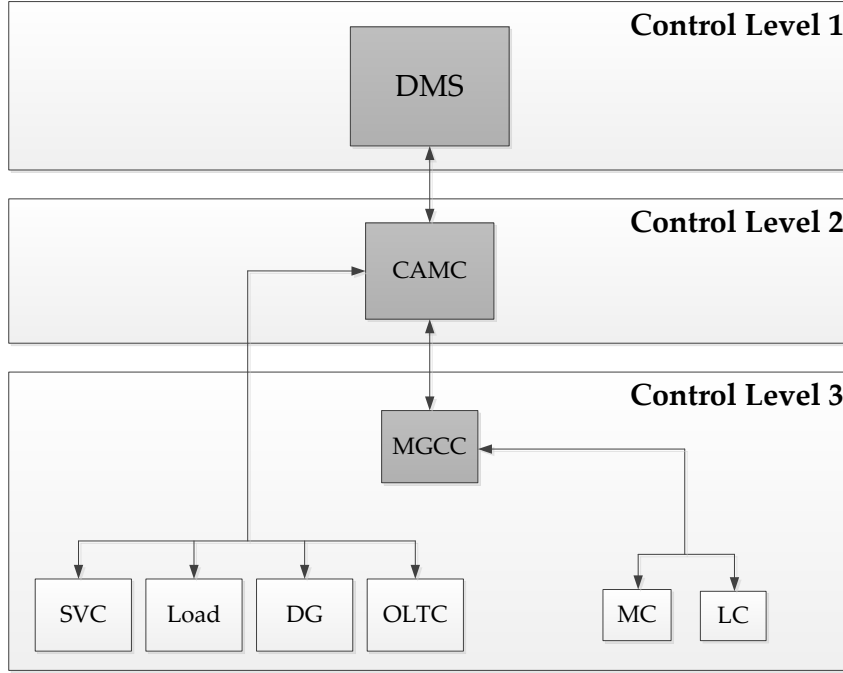 Control Level 1
DMS
Control Level 2
CAMC
Control Level 3
MGCC
SVC
Load
DG
OLTC
MC
LC